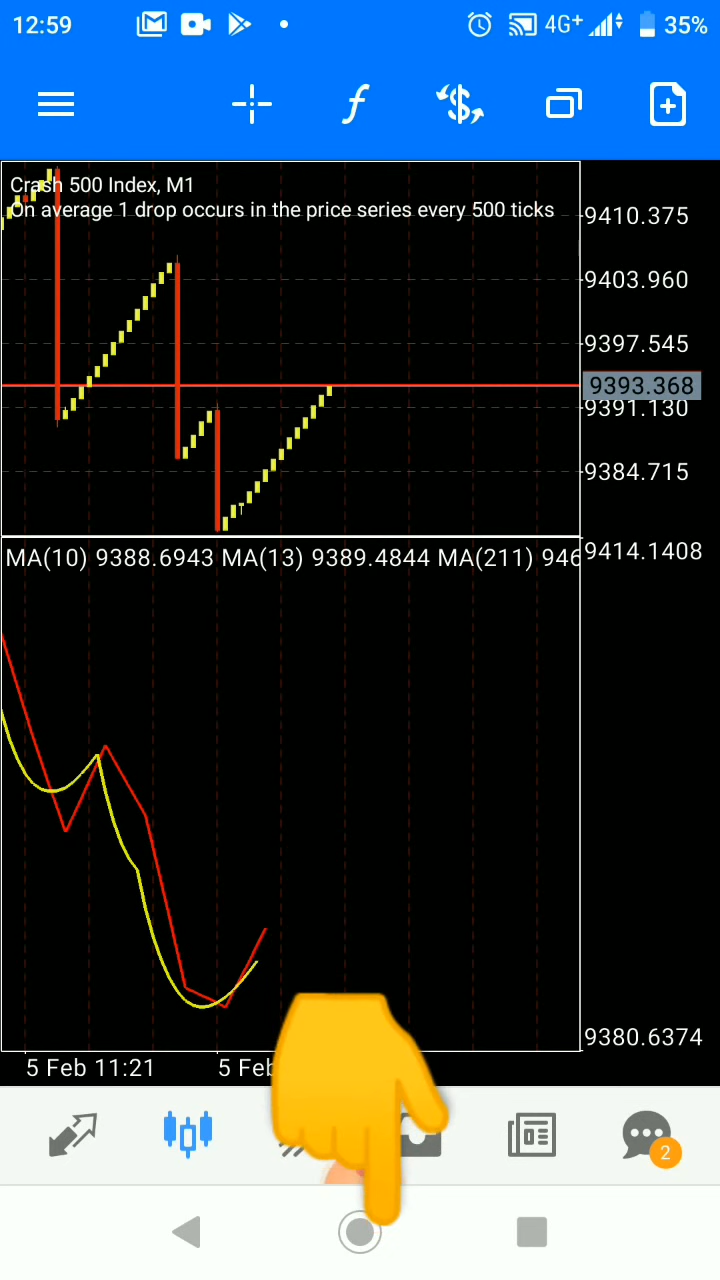 12:59 4G+ 35%
Crash 500 Index, M1
On average 1 drop occurs in the price series every 500 ticks
9410.375
9403.960
9397.545
9393.368
9391.130
9384.715
MA(10) 9388.6943 MA(13) 9389.4844 MA(211) 946
9414.1408
9380.6374
5 Feb 11:21 5 Feb
2